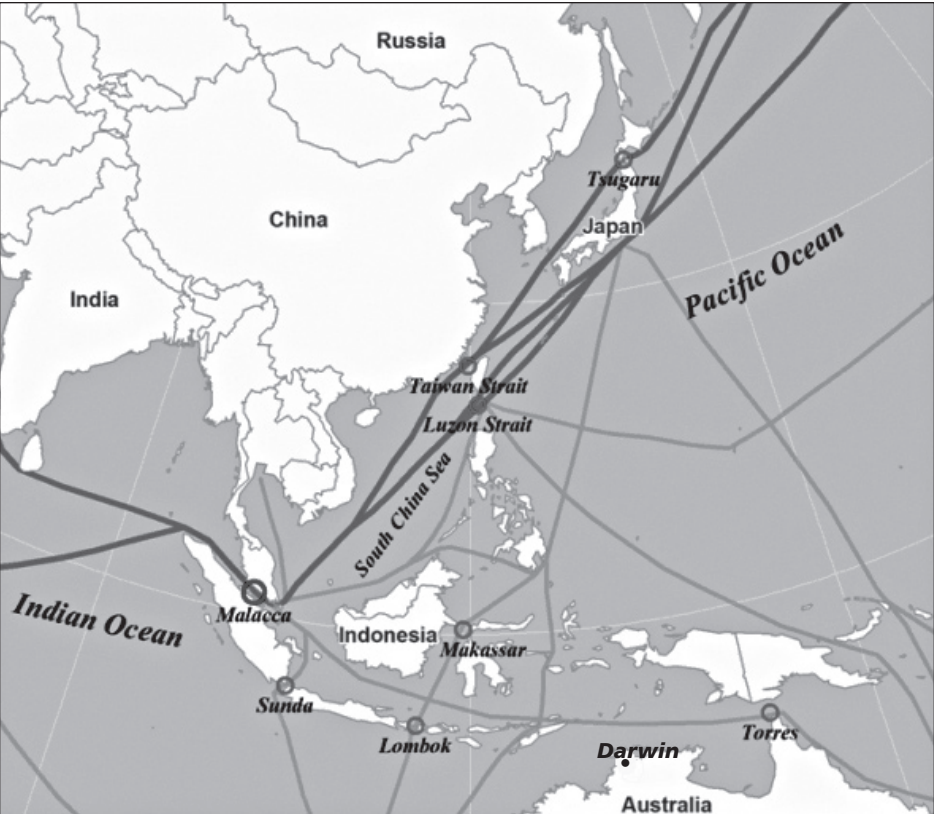 Russia
Tsugaru
China
Japan
Pacific Ocean
India
Taiwan Strait
Luzon Strait
South China Sea
Indian Ocean
Malacca
Indonesia
Makassar
Sunda
Lombok
Torres
Darwin
Australia